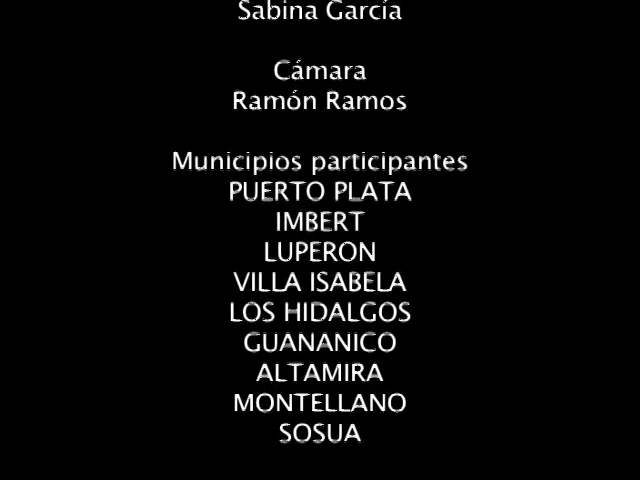 Sabina García
Cámara
Ramón Ramos
Municipios participantes
PUERTO PLATA
IMBERT
LUPERON
VILLA ISABELA
LOS HIDALGOS
GUANANICO
ALTAMIRA
MONTELLANO
SOSUA